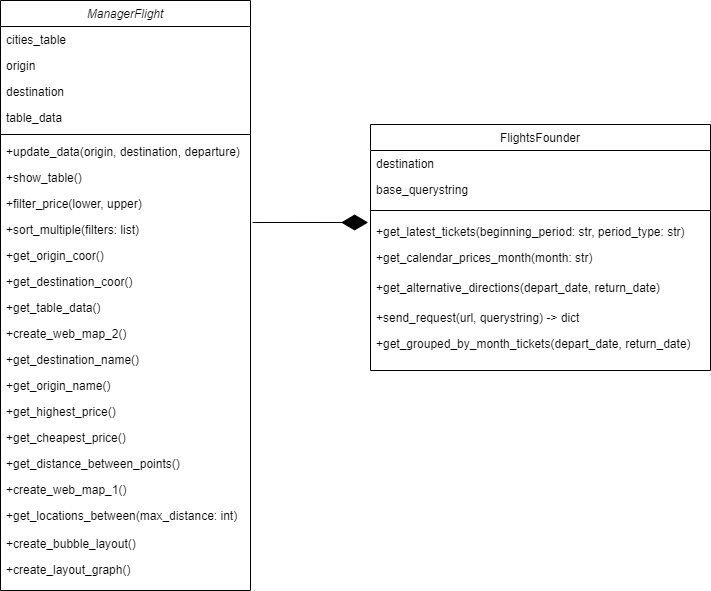 ManagerFlight
cities_table
origin
destination
table_data
+update_data(origin, destination, departure)
+show_table()
+filter_price(lower, upper)
+sort_multiple(filters: list)
+get_origin_coor()
+get_destination_coor()
+get_table_data()
+create_web_map_2()
+get_destination_name()
+get_origin_name()
+get_highest_price()
+get_cheapest_price()
+get_distance_between_points()
+create_web_map_1()
+get_locations_between(max_distance: int)
+create_bubble_layout()
+create_layout_graph()
FlightsFounder
destination
base_querystring
+get_latest_tickets(beginning_period: str, period_type: str)
+get_calendar_prices_month(month: str)
+get_alternative_directions(depart_date, return_date)
+send_request(url, querystring) -> dict
+get_grouped_by_month_tickets(depart_date, return_date)